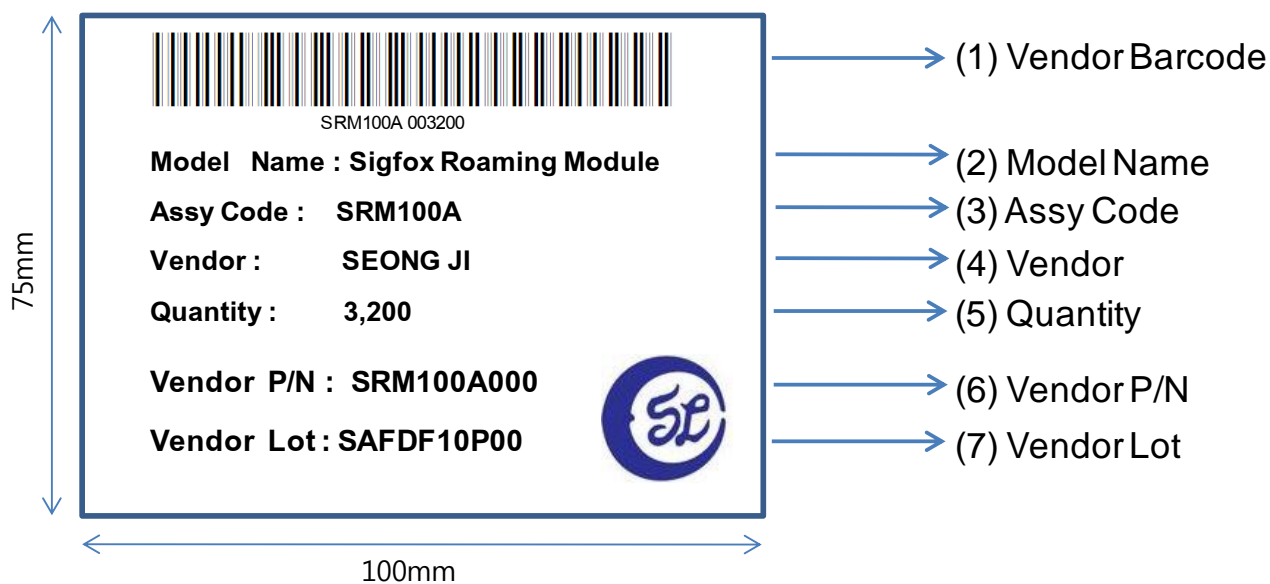 (1) Vendor Barcode
SRM100A 003200
Model Name : Sigfox Roaming Module
(2) Model Name
Assy Code : SRM100A
(3) Assy Code
Vendor : SEONG JI
(4) Vendor
Quantity : 3,200
(5) Quantity
Vendor P/N : SRM100A000
(6) Vendor P/N
Vendor Lot : SAFDF10P00
(7) Vendor Lot
SL
75mm
100mm